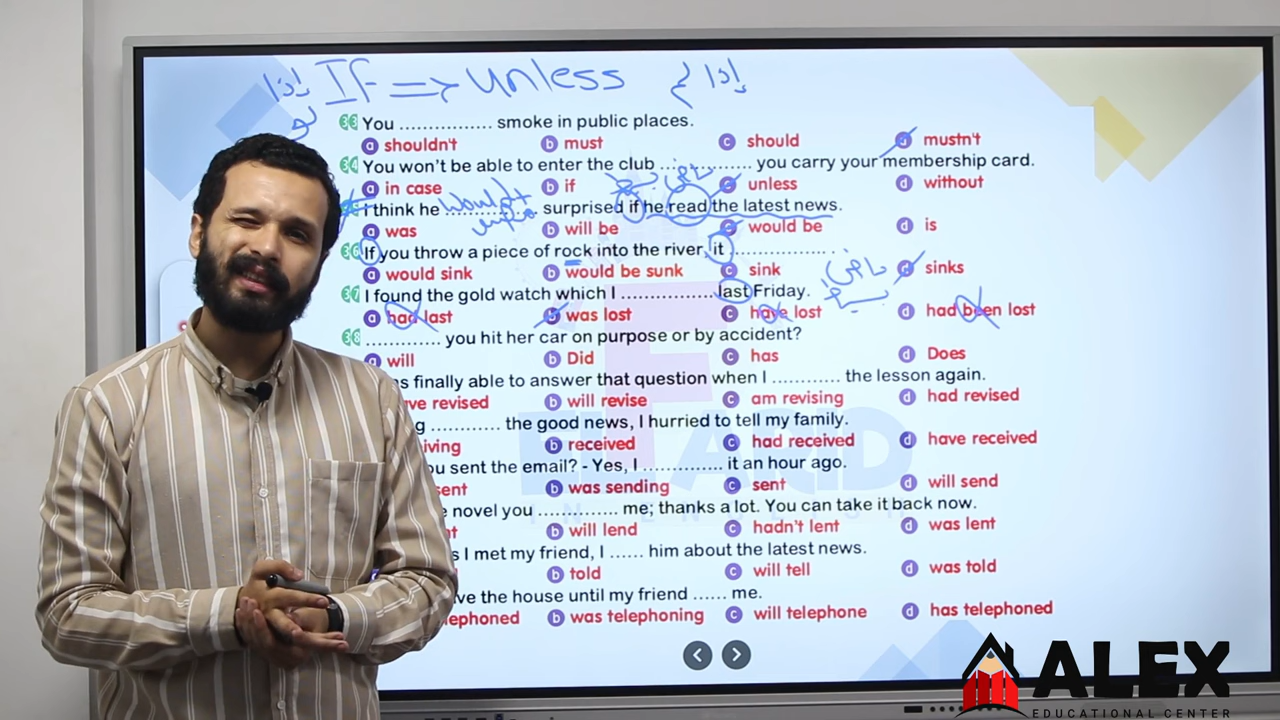 إذا If => unless إذا لم
لو
33 You ................ smoke in public places.
a shouldn't b must c should d mustn't
34 You won't be able to enter the club ................ you carry your membership card.
a in case b if c unless d without
ماضي بسيط
I think he ................ surprised if he read the latest news.
a was b will be c would be d is
36 If you throw a piece of rock into the river, it ................
a would sink b would be sunk c sink d sinks
ماضي بسيط
37 I found the gold watch which I ................ last Friday.
a had last b was lost c have lost d had been lost
38 ............. you hit her car on purpose or by accident?
a will b Did c has d Does
finally able to answer that question when I ............ the lesson again.
revised b will revise c am revising d had revised
............ the good news, I hurried to tell my family.
b received c had received d have received
you sent the email? - Yes, I .............. it an hour ago.
sent b was sending c sent d will send
novel you .............. me; thanks a lot. You can take it back now.
b will lend c hadn't lent d was lent
I met my friend, I ...... him about the latest news.
b told c will tell d was told
the house until my friend ...... me.
b was telephoning c will telephone d has telephoned
ALEX
EDUCATIONAL CENTER